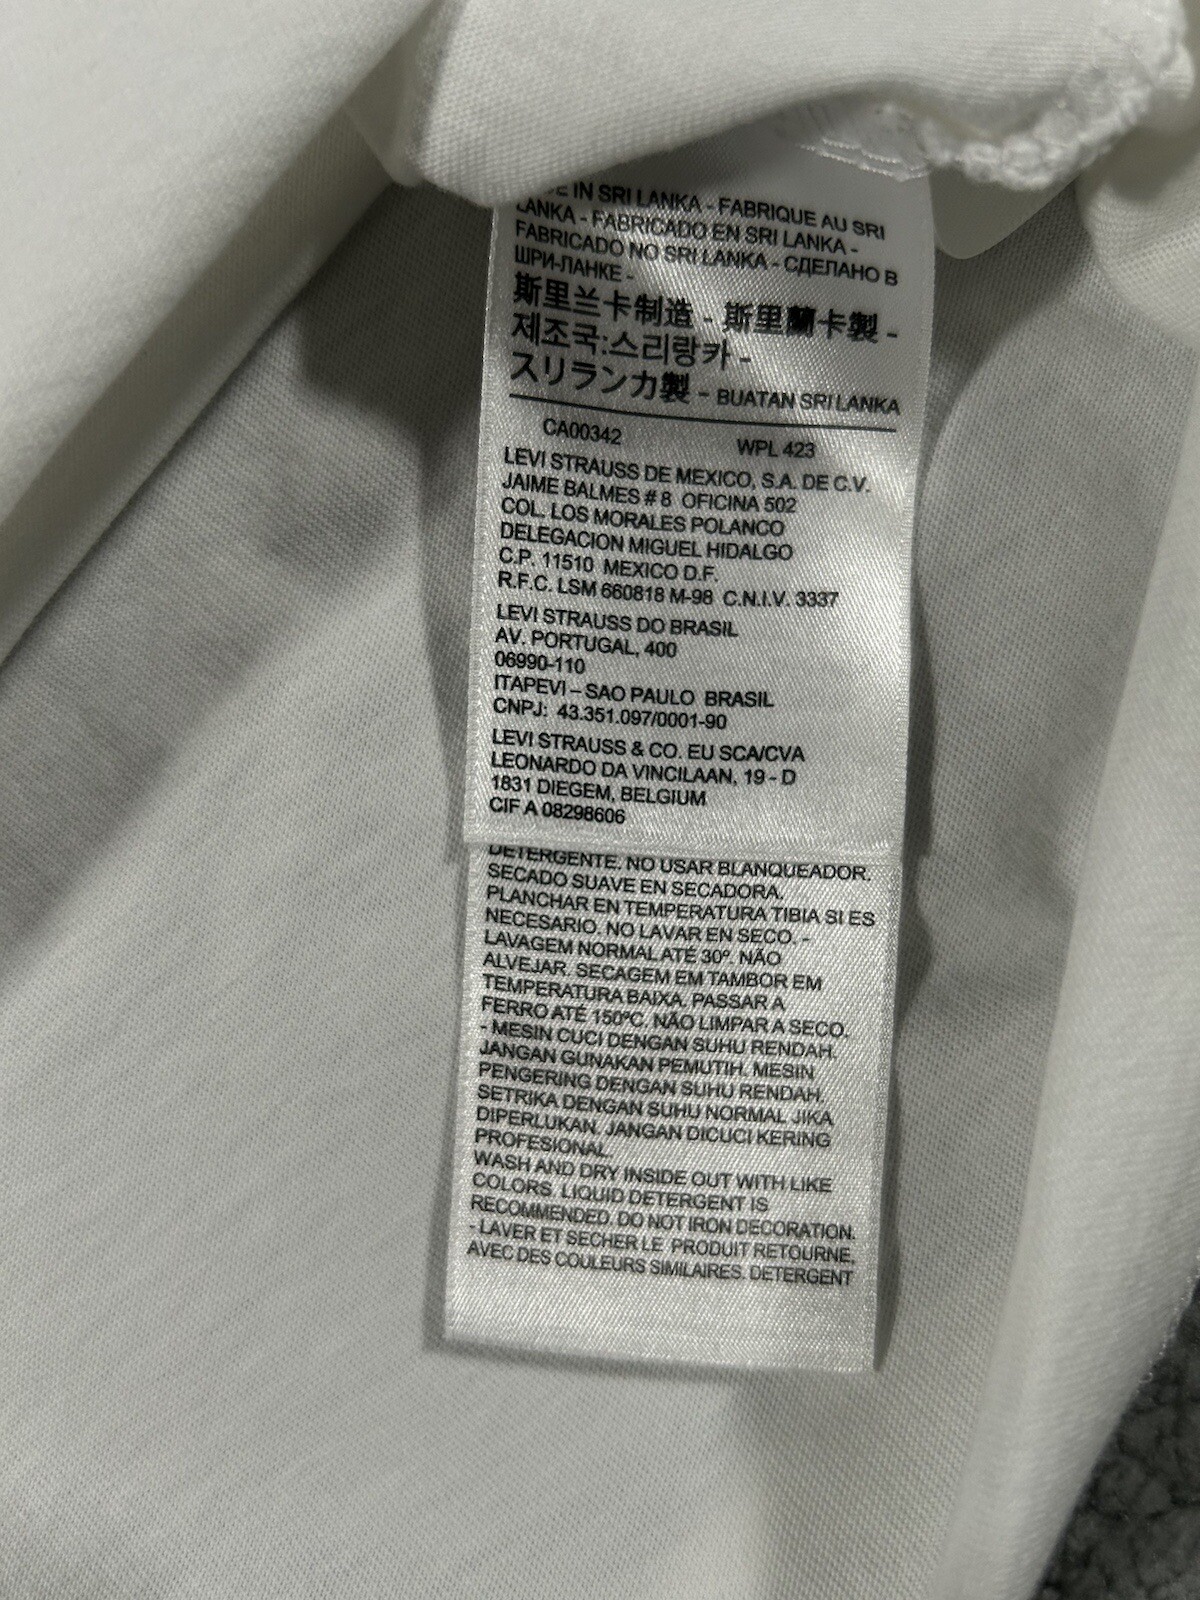 IN SRI LANKA - FABRIQUE AU SRI
LANKA - FABRICADO EN SRI LANKA -
FABRICADO NO SRI LANKA - СДЕЛАНО В
ШРИ-ЛАНКЕ -
斯里兰卡制造 - 斯里蘭卡製 -
제조국:스리랑카 -
スリランカ製 - BUATAN SRI LANKA
CA00342 WPL 423
LEVI STRAUSS DE MEXICO, S.A. DE C.V.
JAIME BALMES # 8 OFICINA 502
COL. LOS MORALES POLANCO
DELEGACION MIGUEL HIDALGO
C.P. 11510 MEXICO D.F.
R.F.C. LSM 660818 M-98 C.N.I.V. 3337
LEVI STRAUSS DO BRASIL
AV. PORTUGAL, 400
06990-110
ITAPEVI – SAO PAULO BRASIL
CNPJ: 43.351.097/0001-90
LEVI STRAUSS & CO. EU SCA/CVA
LEONARDO DA VINCILAAN, 19 - D
1831 DIEGEM, BELGIUM
CIF A 08298606
DETERGENTE. NO USAR BLANQUEADOR.
SECADO SUAVE EN SECADORA.
PLANCHAR EN TEMPERATURA TIBIA SI ES
NECESARIO. NO LAVAR EN SECO. -
LAVAGEM NORMAL ATÉ 30º. NÃO
ALVEJAR. SECAGEM EM TAMBOR EM
TEMPERATURA BAIXA. PASSAR A
FERRO ATÉ 150ºC. NÃO LIMPAR A SECO.
- MESIN CUCI DENGAN SUHU RENDAH.
JANGAN GUNAKAN PEMUTIH. MESIN
PENGERING DENGAN SUHU RENDAH.
SETRIKA DENGAN SUHU NORMAL JIKA
DIPERLUKAN. JANGAN DICUCI KERING
PROFESIONAL.
WASH AND DRY INSIDE OUT WITH LIKE
COLORS. LIQUID DETERGENT IS
RECOMMENDED. DO NOT IRON DECORATION.
- LAVER ET SECHER LE PRODUIT RETOURNE,
AVEC DES COULEURS SIMILAIRES. DETERGENT